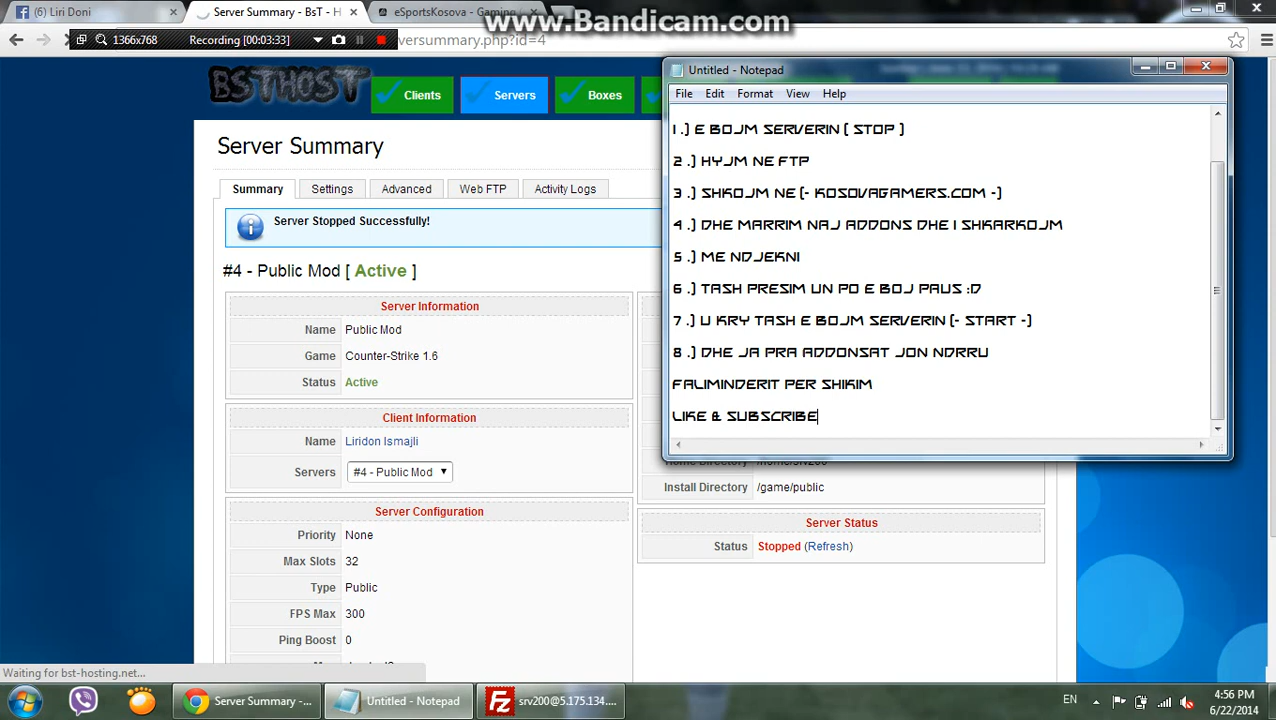 www.Bandicam.com
(6) Liri Doni
Server Summary - BsT - H
eSportsKosova - Gaming
1366x768
Recording [00:03:33]
versummary.php?id=4
BSTHOST
Clients
Servers
Boxes
Server Summary
Summary
Settings
Advanced
Web FTP
Activity Logs
Server Stopped Successfully!
#4 - Public Mod [ Active ]
Server Information
Name Public Mod
Game Counter-Strike 1.6
Status Active
Client Information
Name Liridon Ismajli
Servers #4 - Public Mod
Server Configuration
Priority None
Max Slots 32
Type Public
FPS Max 300
Ping Boost 0
Install Directory /game/public
Server Status
Status Stopped (Refresh)
Untitled - Notepad
File Edit Format View Help
1 .) E BOJM SERVERIN ( STOP )
2 .) HYJM NE FTP
3 .) SHKOJM NE (- KOSOVAGAMERS.COM -)
4 .) DHE MARRIM NAJ ADDONS DHE I SHKARKOJM
5 .) ME NDJEKNI
6 .) TASH PRESIM UN PO E BOJ PAUS :D
7 .) U KRY TASH E BOJM SERVERIN (- START -)
8 .) DHE JA PRA ADDONSAT JON NDRRU
FALIMINDERIT PER SHIKIM
LIKE & SUBSCRIBE
Waiting for bst-hosting.net...
Server Summary -...
Untitled - Notepad
srv200@5.175.134....
EN
4:56 PM
6/22/2014